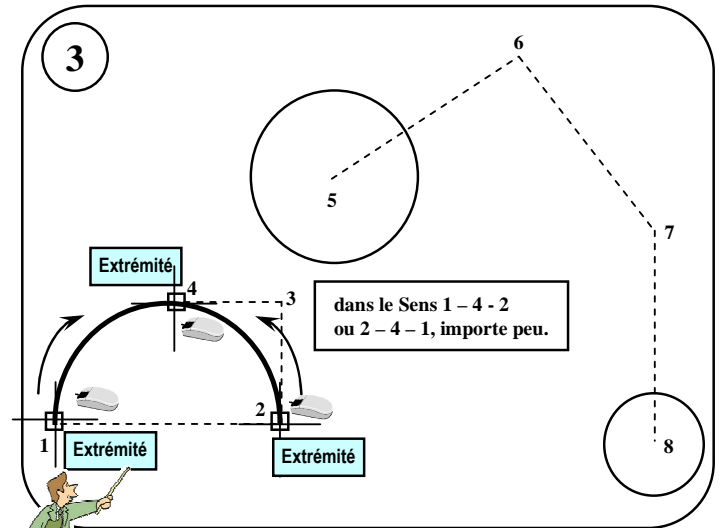 3
6
5
7
Extrémité
4
3
dans le Sens 1 – 4 - 2
ou 2 – 4 – 1, importe peu.
2
1
Extrémité
Extrémité
8